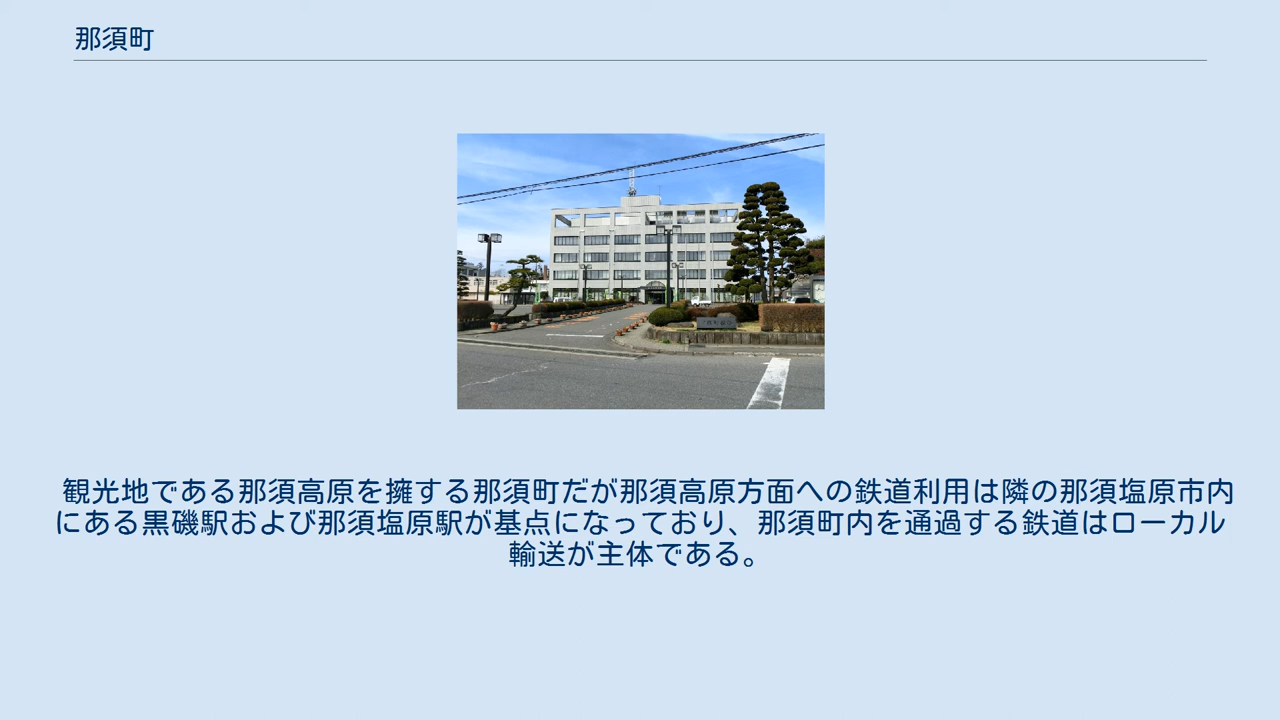 那須町
観光地である那須高原を擁する那須町だが那須高原方面への鉄道利用は隣の那須塩原市内
にある黒磯駅および那須塩原駅が基点になっており、那須町内を通過する鉄道はローカル
輸送が主体である。